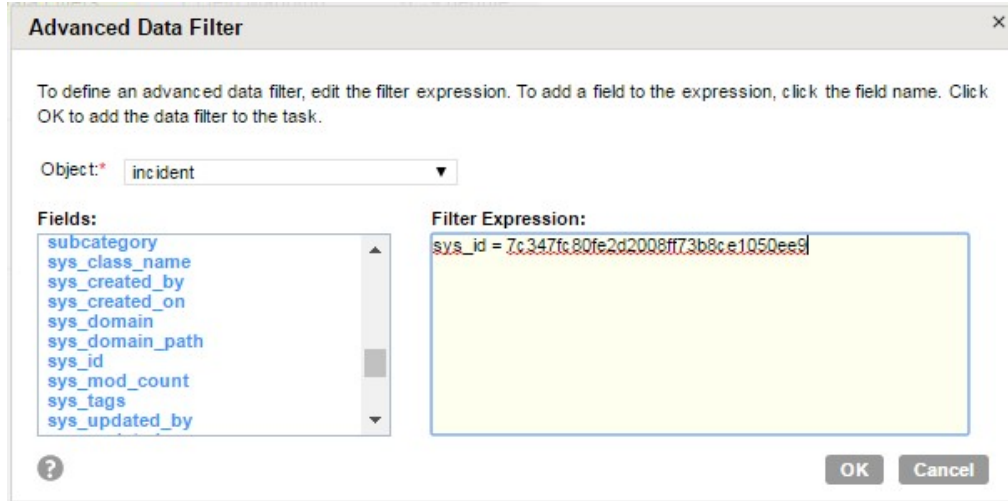 Advanced Data Filter
×
To define an advanced data filter, edit the filter expression. To add a field to the expression, click the field name. Click
OK to add the data filter to the task.
Object:* incident
Fields:
Filter Expression:
subcategory
sys_class_name
sys_created_by
sys_created_on
sys_domain
sys_domain_path
sys_id
sys_mod_count
sys_tags
sys_updated_by
sys_id = 7c347fc80fe2d2008ff73b8ce1050ee9
?
OK
Cancel